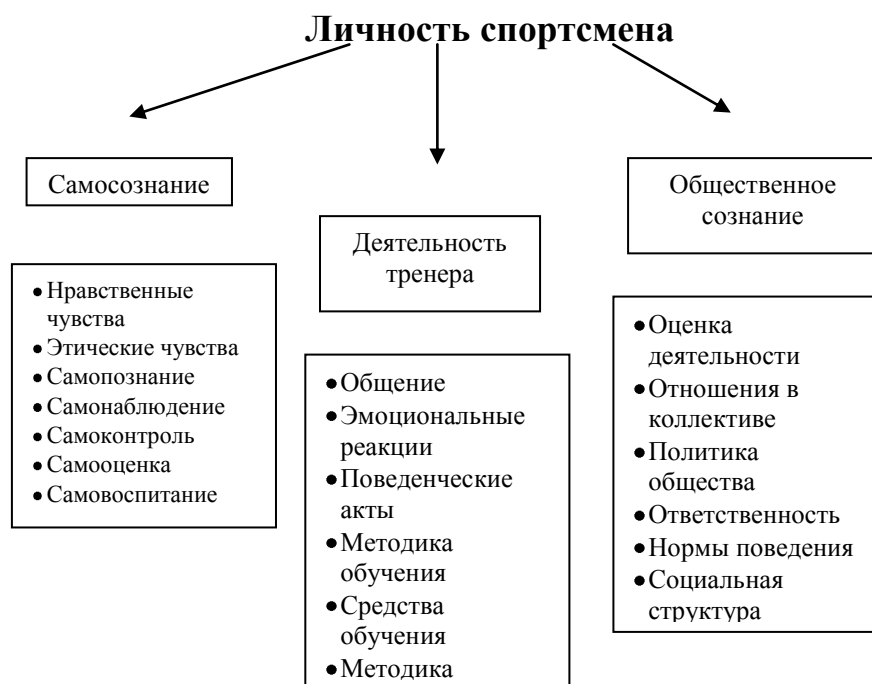 Личность спортсмена
Самосознание
• Нравственные
чувства
• Этические чувства
• Самопознание
• Самонаблюдение
• Самоконтроль
• Самооценка
• Самовоспитание
Деятельность
тренера
• Общение
• Эмоциональные
реакции
• Поведенческие
акты
• Методика
обучения
• Средства
обучения
• Методика
Общественное
сознание
• Оценка
деятельности
• Отношения в
коллективе
• Политика
общества
• Ответственность
• Нормы поведения
• Социальная
структура